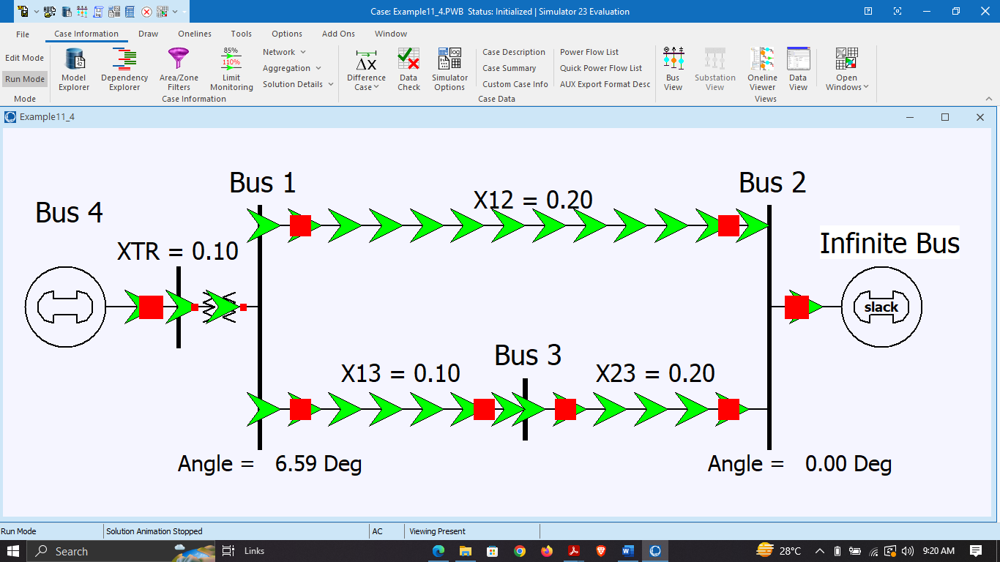 Case: Example11_4.PWB Status: Initialized | Simulator 23 Evaluation
File Case Information Draw Onelines Tools Options Add Ons Window
Edit Mode
Run Mode
Mode
Model Explorer
Dependency Explorer
Area/Zone Filters
85%
110%
Limit Monitoring
Network
Aggregation
Solution Details
Case Information
Δx
Difference Case
Data Check
log
Simulator Options
Case Description
Case Summary
Custom Case Info
Power Flow List
Quick Power Flow List
AUX Export Format Desc
Case Data
Bus View
Substation View
Oneline Viewer
Data View
Open Windows
Views
Example11_4
Bus 1
Bus 2
Bus 4
X12 = 0.20
Infinite Bus
XTR = 0.10
slack
Bus 3
X13 = 0.10
X23 = 0.20
Angle = 6.59 Deg
Angle = 0.00 Deg
Run Mode
Solution Animation Stopped
AC
Viewing Present
Search
Links
28°C
9:20 AM